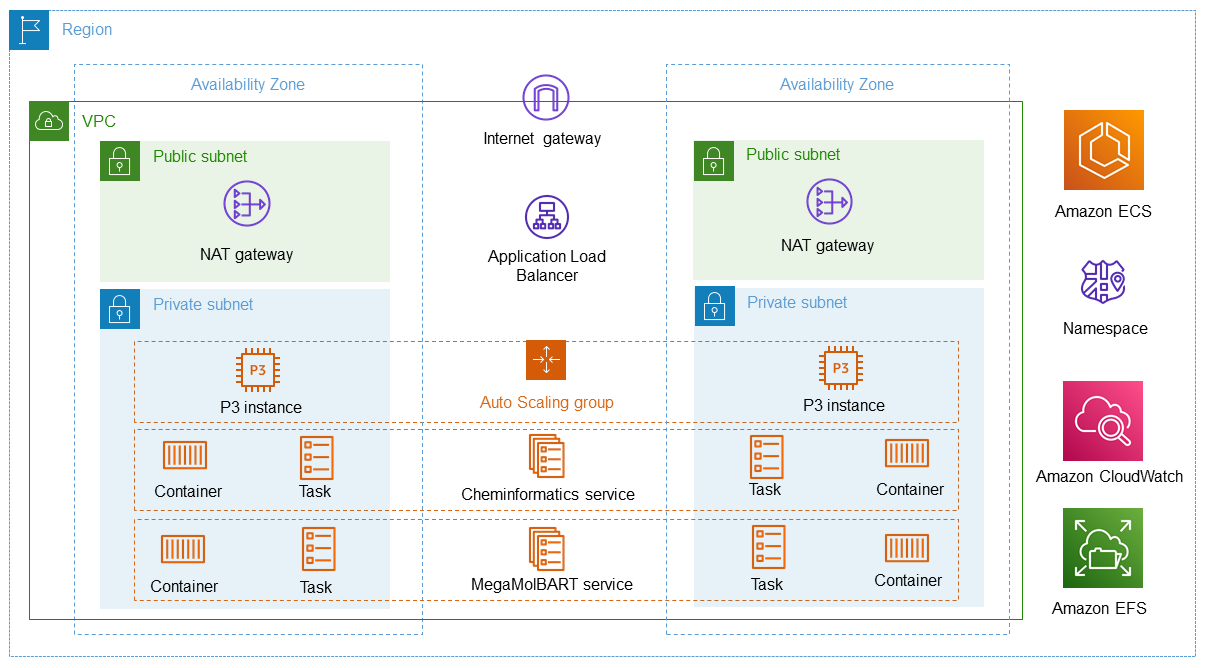 Region
Availability Zone
Availability Zone
VPC
Internet gateway
Public subnet
Public subnet
NAT gateway
NAT gateway
Application Load
Balancer
Amazon ECS
Private subnet
Private subnet
Namespace
P3
P3
P3 instance
Auto Scaling group
P3 instance
Container
Task
Cheminformatics service
Task
Container
Amazon CloudWatch
Container
Task
MegaMolBART service
Task
Container
Amazon EFS